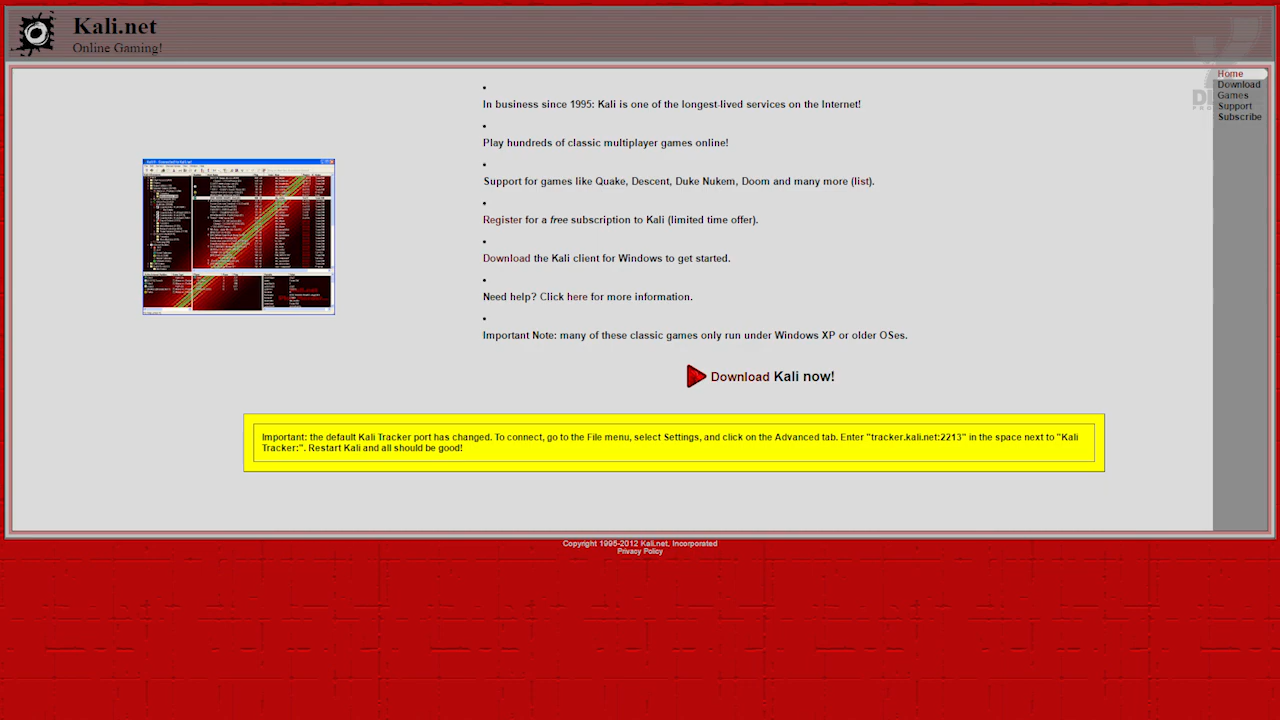 Kali.net
Online Gaming!
Home
Download
Games
Support
Subscribe
In business since 1995: Kali is one of the longest-lived services on the Internet!
Play hundreds of classic multiplayer games online!
Support for games like Quake, Descent, Duke Nukem, Doom and many more (list).
Register for a free subscription to Kali (limited time offer).
Download the Kali client for Windows to get started.
Need help? Click here for more information.
Important Note: many of these classic games only run under Windows XP or older OSes.
Download Kali now!
Important: the default Kali Tracker port has changed. To connect, go to the File menu, select Settings, and click on the Advanced tab. Enter "tracker.kali.net:2213" in the space next to "Kali
Tracker:". Restart Kali and all should be good!
Copyright 1995-2012 Kali.net, Incorporated
Privacy Policy